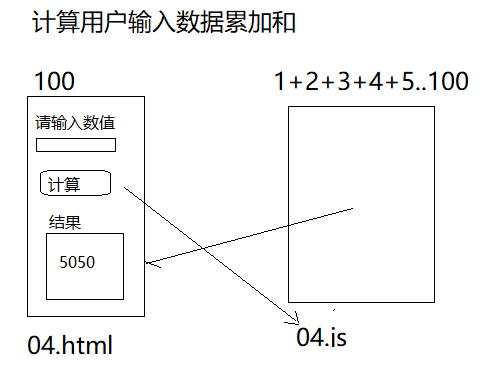 计算用户输入数据累加和
100
1+2+3+4+5..100
请输入数值
计算
结果
5050
04.html
04.js